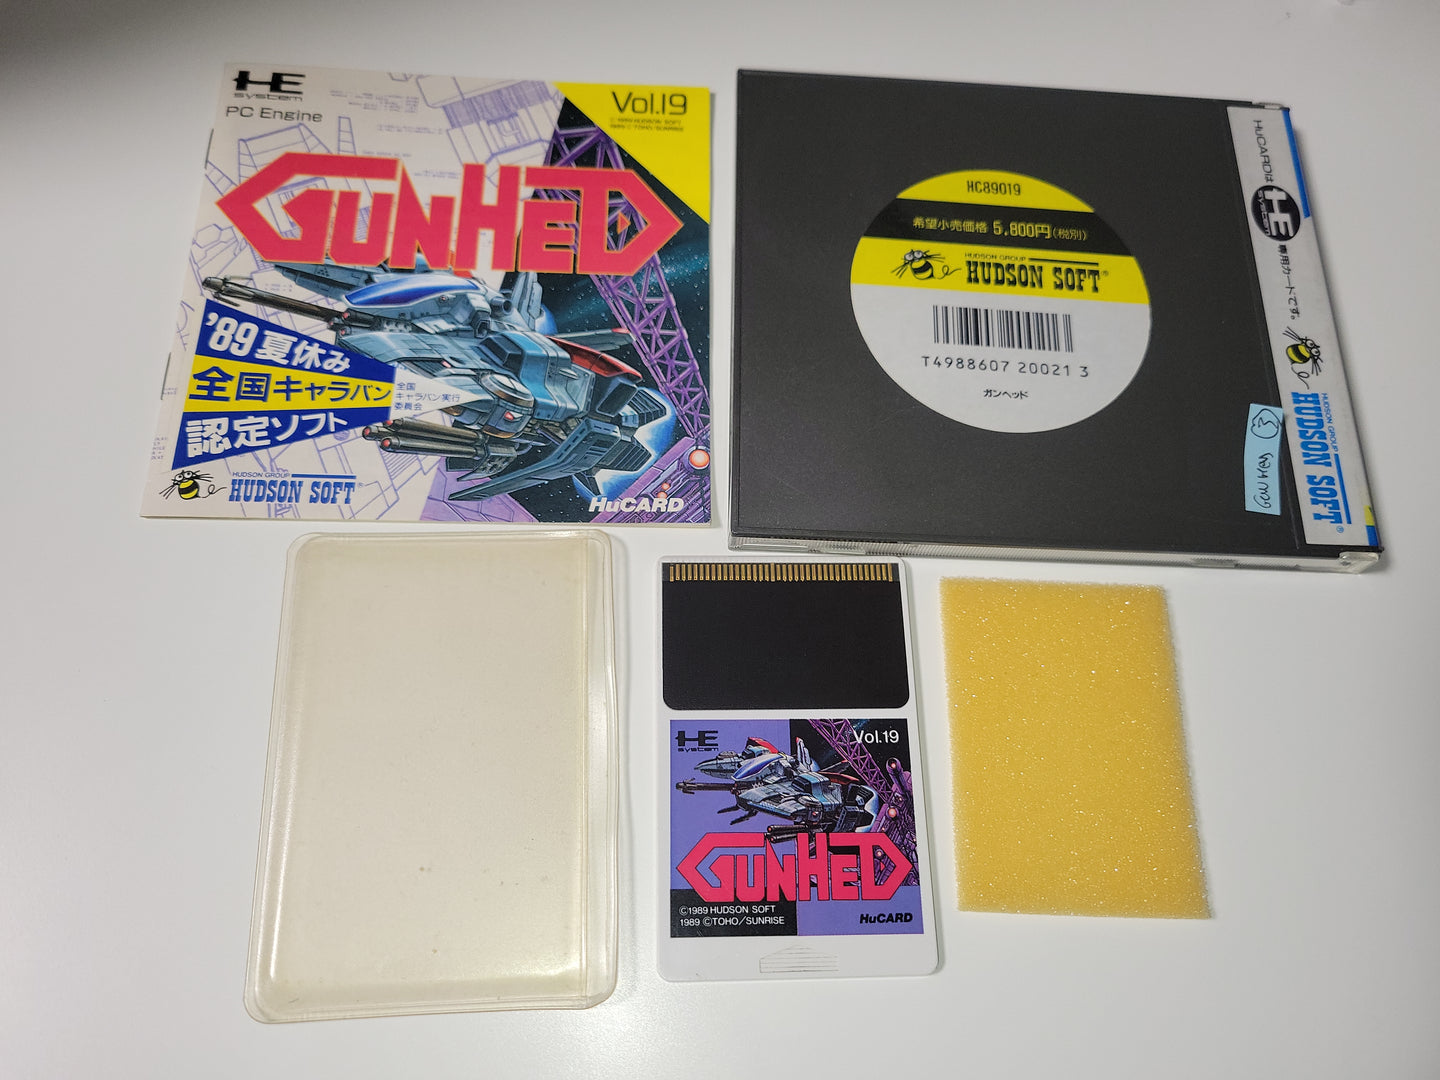 HE
system
PC Engine
Vol.19
©1989 HUDSON SOFT
1989 ©TOHO/SUNRISE
GUNHED
'89 夏休み
全国キャラバン
認定ソフト
全国
キャラバン実行
委員会
HUDSON GROUP
HUDSON SOFT®
HuCARD
HC89019
希望小売価格 5,800円(税別)
HUDSON GROUP
HUDSON SOFT®
T4988607 20021 3
ガンヘッド
HuCARDは
HE
system
専用カードです。
HUDSON GROUP
HUDSON SOFT®
GUNHED ③
HE
system
Vol.19
GUNHED
©1989 HUDSON SOFT
1989 ©TOHO/SUNRISE
HuCARD